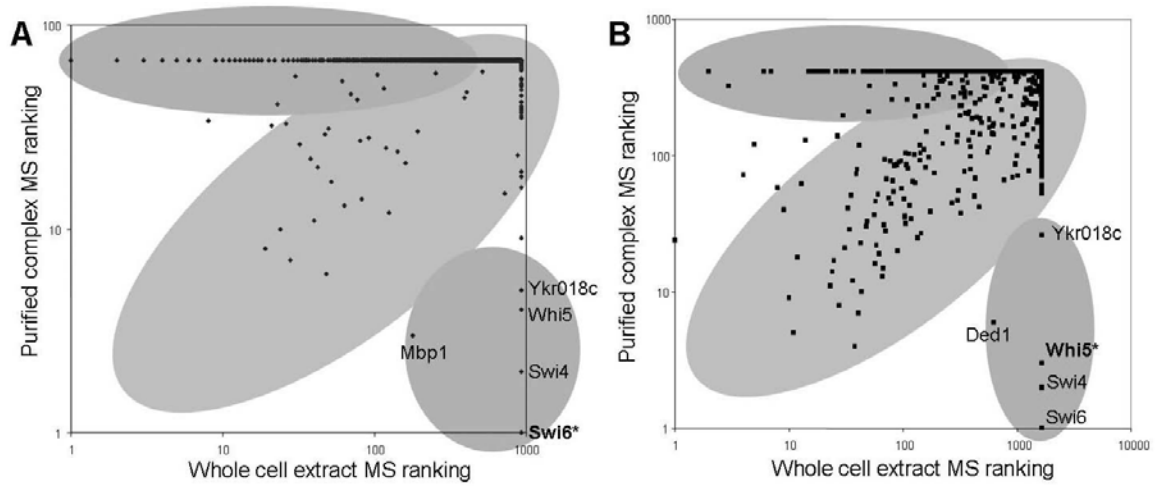 A
100
10
1
1
10
100
1000
Purified complex MS ranking
Whole cell extract MS ranking
Ykr018c
Whi5
Mbp1
Swi4
Swi6*
B
1000
100
10
1
1
10
100
1000
10000
Purified complex MS ranking
Whole cell extract MS ranking
Ykr018c
Ded1
Whi5*
Swi4
Swi6